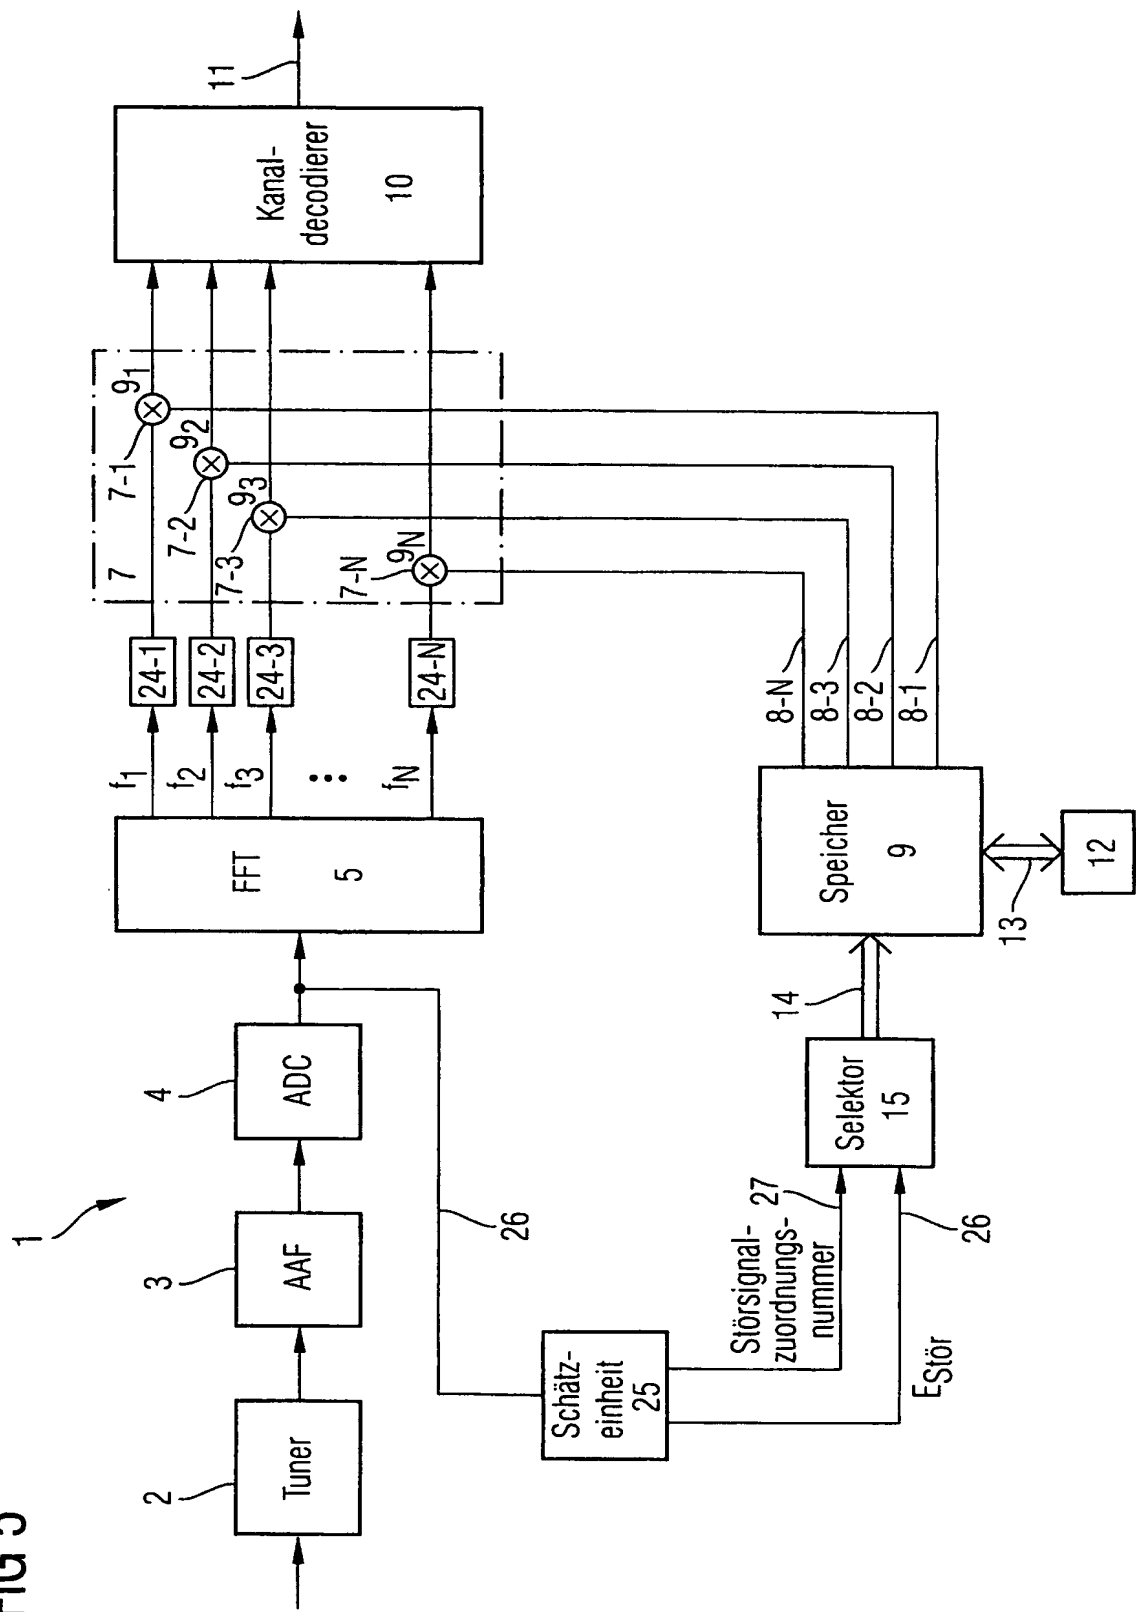 FIG 5
1
2
Tuner
3
AAF
4
ADC
FFT
5
f1
f2
f3
...
fN
24-1
24-2
24-3
24-N
7
7-1
91
7-2
92
7-3
93
7-N
9N
Kanal-
decodierer
10
11
26
Schätz-
einheit
25
Störsignal-
zuordnungs-
nummer
27
EStör
26
Selektor
15
14
Speicher
9
8-N
8-3
8-2
8-1
13
12